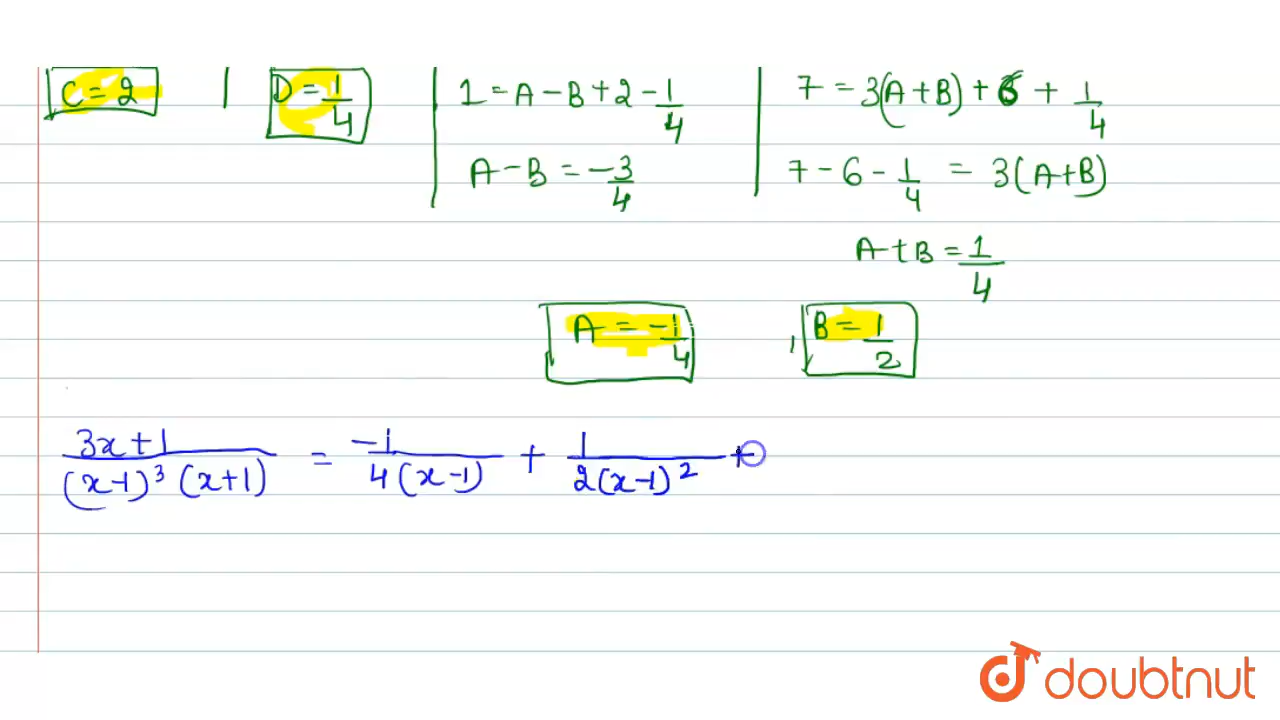 C = 2 | D = 1/4 | 1 = A - B + 2 - 1/4 | 7 = 3(A + B) + 6 + 1/4
A - B = -3/4 | 7 - 6 - 1/4 = 3(A+B)
A + B = 1/4
A = -1/4 , B = 1/2
3x+1/(x-1)³(x+1) = -1/4(x-1) + 1/2(x-1)² +
doubtnut